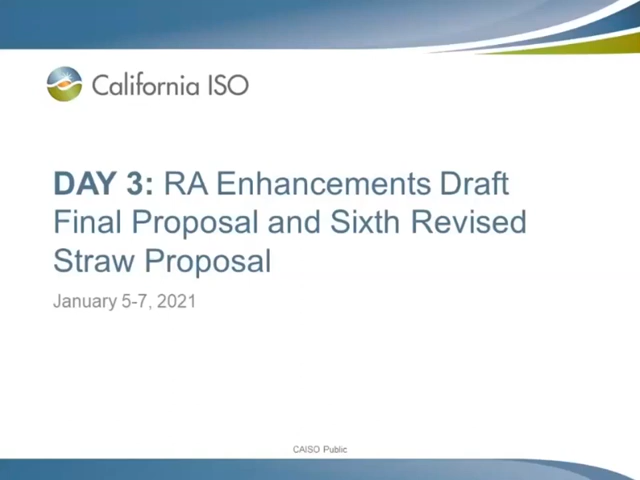 California ISO
DAY 3: RA Enhancements Draft
Final Proposal and Sixth Revised
Straw Proposal
January 5-7, 2021
CAISO Public